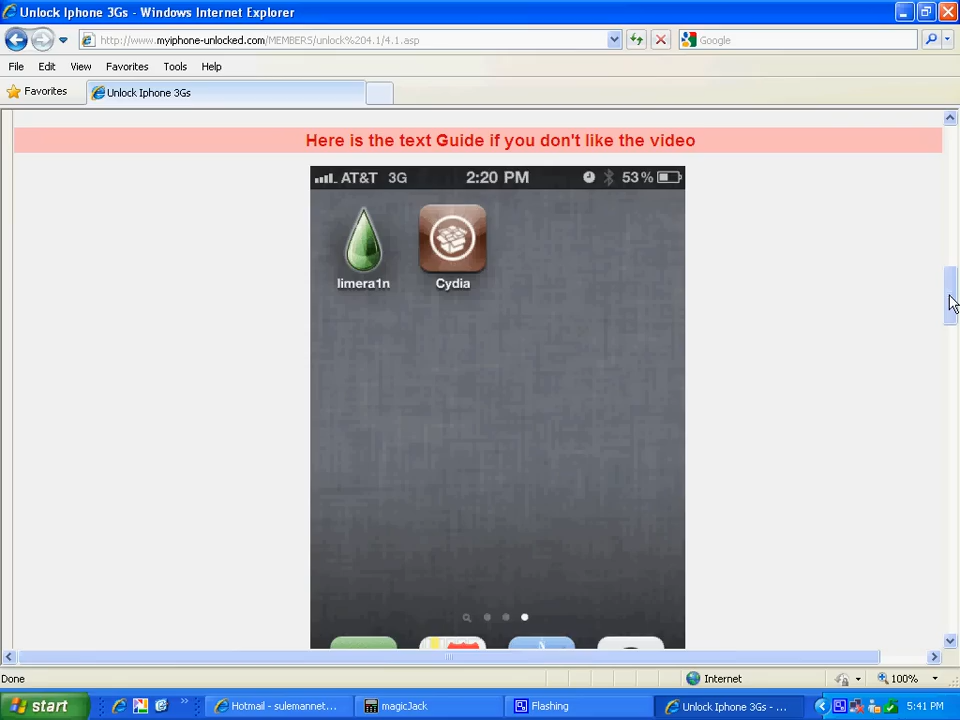 Unlock Iphone 3Gs - Windows Internet Explorer
http://www.myiphone-unlocked.com/MEMBERS/unlock%204.1/4.1.asp
Google
File Edit View Favorites Tools Help
Favorites
Unlock Iphone 3Gs
Here is the text Guide if you don't like the video
AT&T 3G 2:20 PM 53%
limera1n Cydia
Done
Internet
100%
start
Hotmail - sulemannet...
magicJack
Flashing
Unlock Iphone 3Gs - ...
5:41 PM